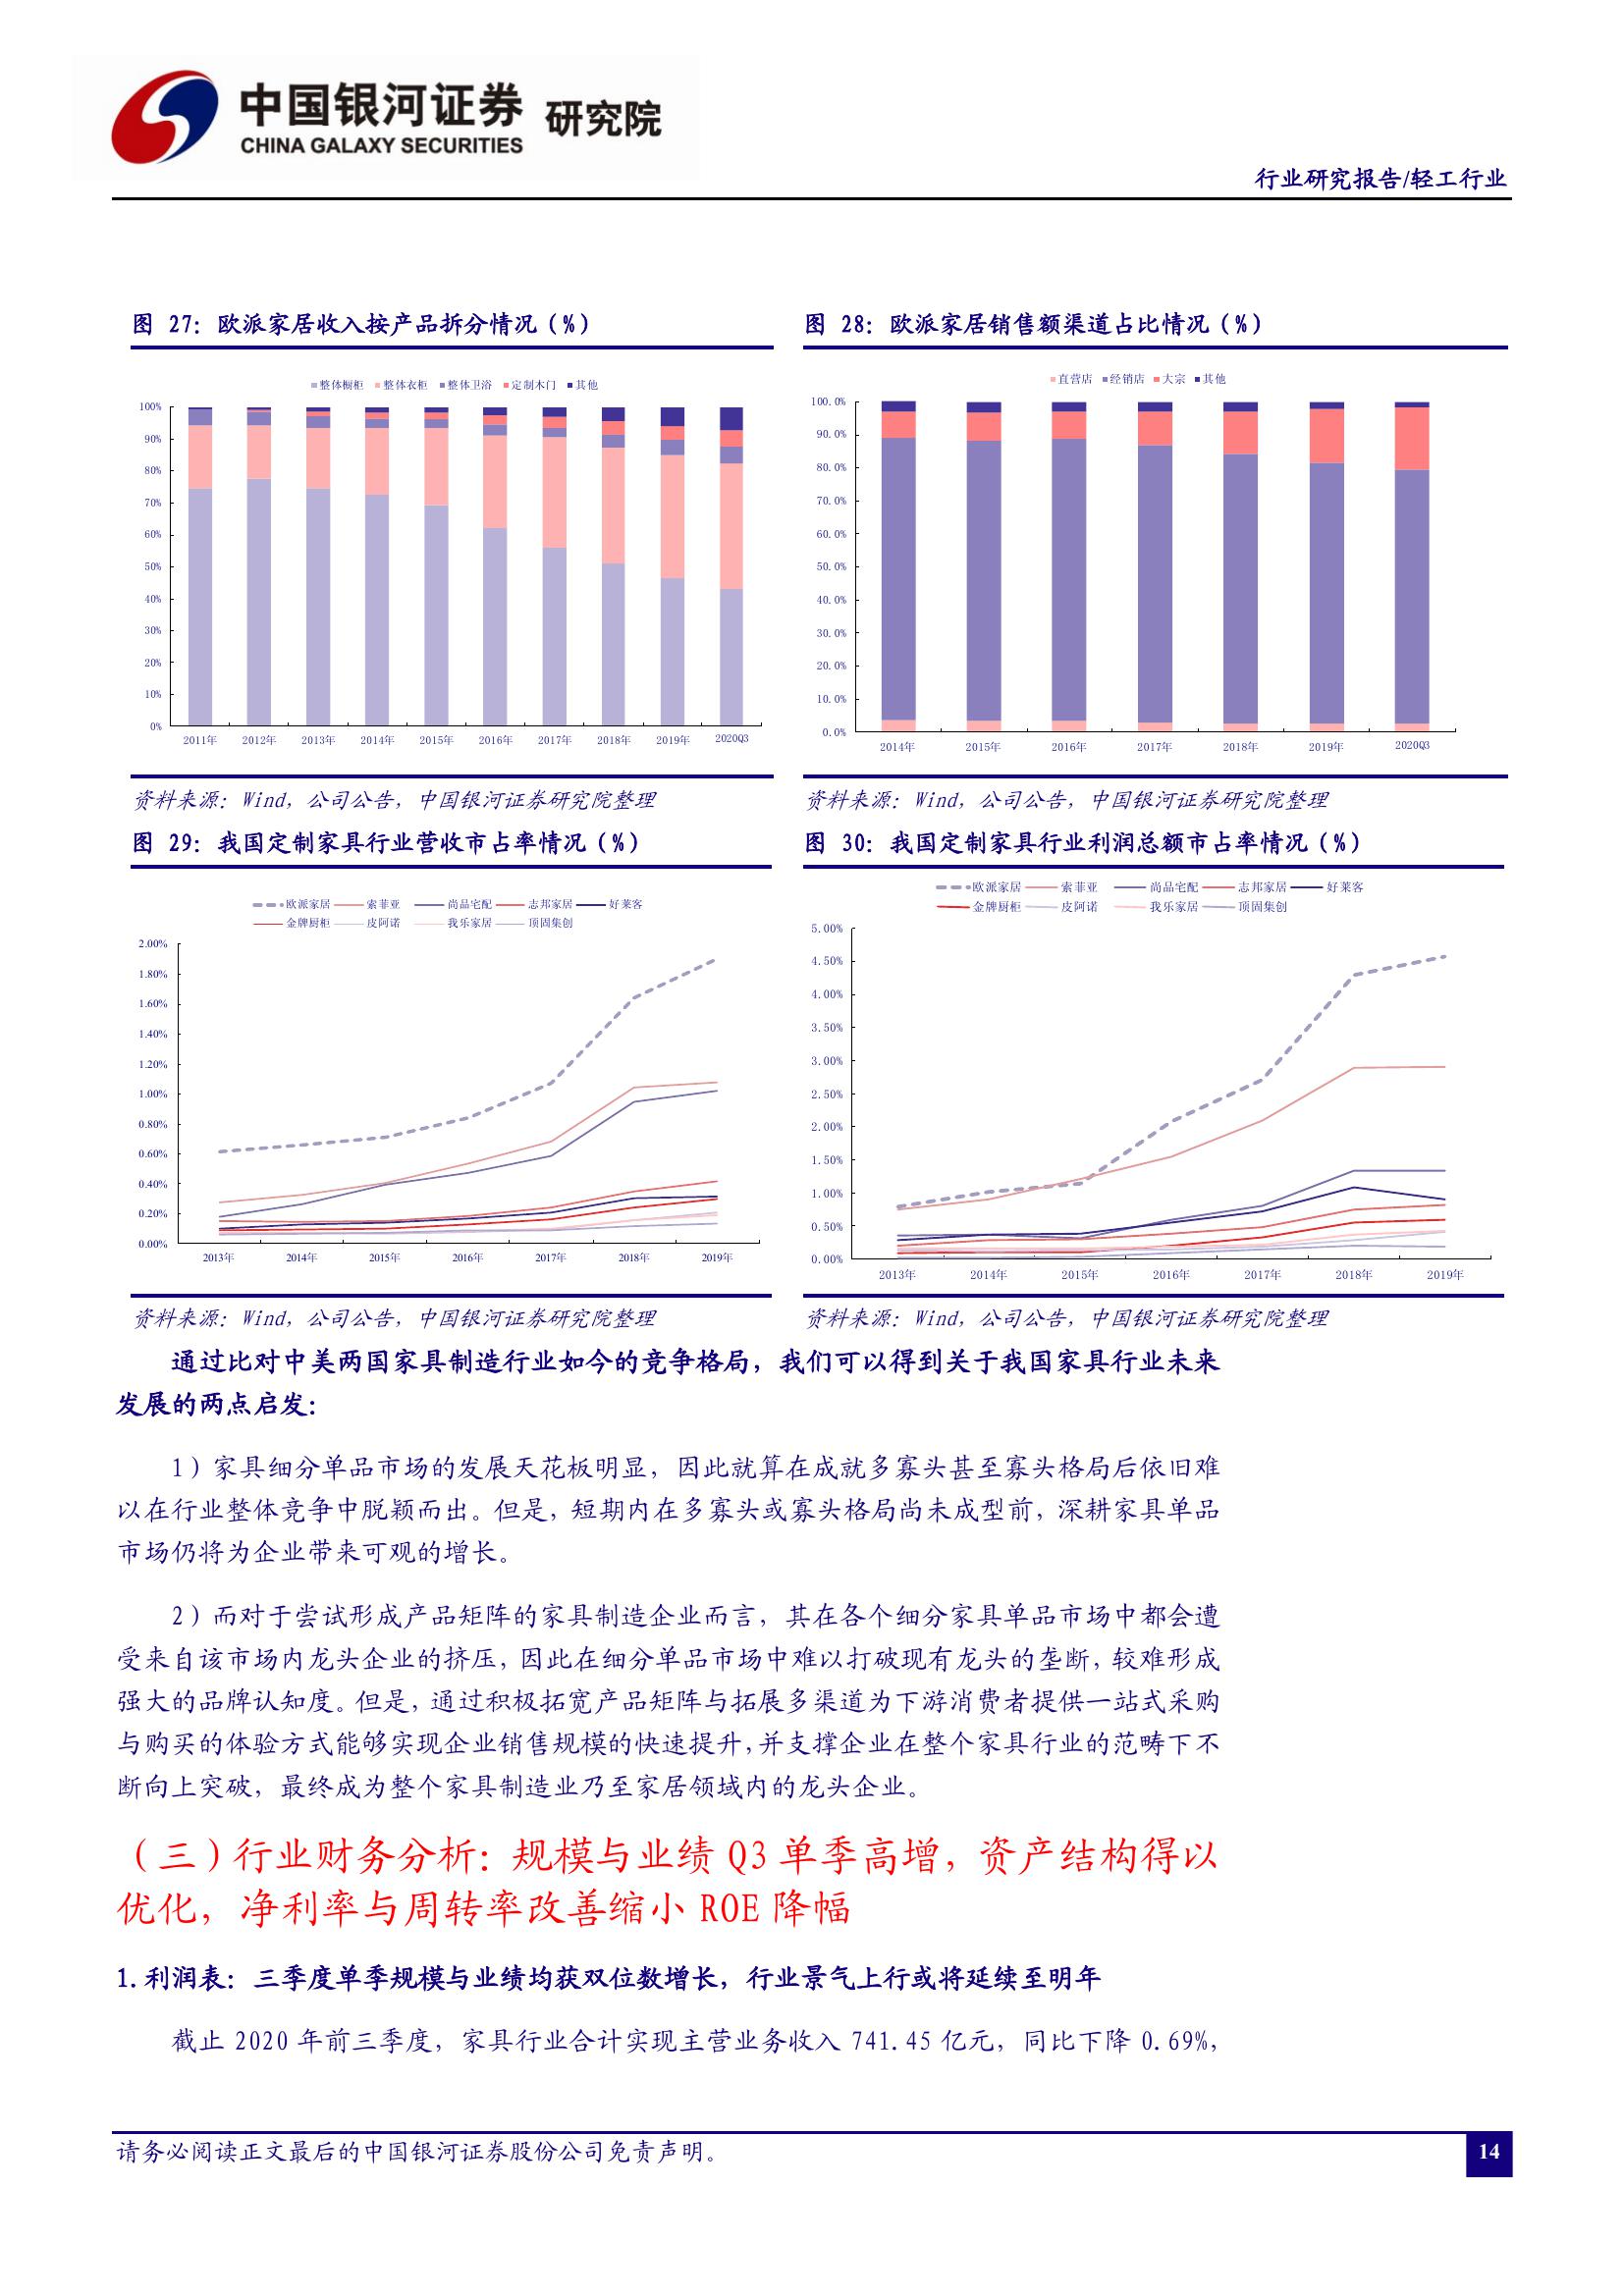 中国银河证券 研究院
CHINA GALAXY SECURITIES
行业研究报告/轻工行业
图 27：欧派家居收入按产品拆分情况（%）
整体橱柜 整体衣柜 整体卫浴 定制木门 其他
100%
90%
80%
70%
60%
50%
40%
30%
20%
10%
0%
2011年 2012年 2013年 2014年 2015年 2016年 2017年 2018年 2019年 2020Q3
资料来源：Wind，公司公告，中国银河证券研究院整理
图 28：欧派家居销售额渠道占比情况（%）
直营店 经销店 大宗 其他
100.0%
90.0%
80.0%
70.0%
60.0%
50.0%
40.0%
30.0%
20.0%
10.0%
0.0%
2014年 2015年 2016年 2017年 2018年 2019年 2020Q3
资料来源：Wind，公司公告，中国银河证券研究院整理
图 29：我国定制家具行业营收市占率情况（%）
欧派家居 索菲亚 尚品宅配 志邦家居 好莱客
金牌厨柜 皮阿诺 我乐家居 顶固集创
2.00%
1.80%
1.60%
1.40%
1.20%
1.00%
0.80%
0.60%
0.40%
0.20%
0.00%
2013年 2014年 2015年 2016年 2017年 2018年 2019年
资料来源：Wind，公司公告，中国银河证券研究院整理
图 30：我国定制家具行业利润总额市占率情况（%）
欧派家居 索菲亚 尚品宅配 志邦家居 好莱客
金牌厨柜 皮阿诺 我乐家居 顶固集创
5.00%
4.50%
4.00%
3.50%
3.00%
2.50%
2.00%
1.50%
1.00%
0.50%
0.00%
2013年 2014年 2015年 2016年 2017年 2018年 2019年
资料来源：Wind，公司公告，中国银河证券研究院整理
通过比对中美两国家具制造行业如今的竞争格局，我们可以得到关于我国家具行业未来
发展的两点启发：
1）家具细分单品市场的发展天花板明显，因此就算在成就多寡头甚至寡头格局后依旧难
以在行业整体竞争中脱颖而出。但是，短期内在多寡头或寡头格局尚未成型前，深耕家具单品
市场仍将为企业带来可观的增长。
2）而对于尝试形成产品矩阵的家具制造企业而言，其在各个细分家具单品市场中都会遭
受来自该市场内龙头企业的挤压，因此在细分单品市场中难以打破现有龙头的垄断，较难形成
强大的品牌认知度。但是，通过积极拓宽产品矩阵与拓展多渠道为下游消费者提供一站式采购
与购买的体验方式能够实现企业销售规模的快速提升，并支撑企业在整个家具行业的范畴下不
断向上突破，最终成为整个家具制造业乃至家居领域内的龙头企业。
（三）行业财务分析：规模与业绩 Q3 单季高增，资产结构得以
优化，净利率与周转率改善缩小 ROE 降幅
1.利润表：三季度单季规模与业绩均获双位数增长，行业景气上行或将延续至明年
截止 2020 年前三季度，家具行业合计实现主营业务收入 741.45 亿元，同比下降 0.69%，
请务必阅读正文最后的中国银河证券股份公司免责声明。
14